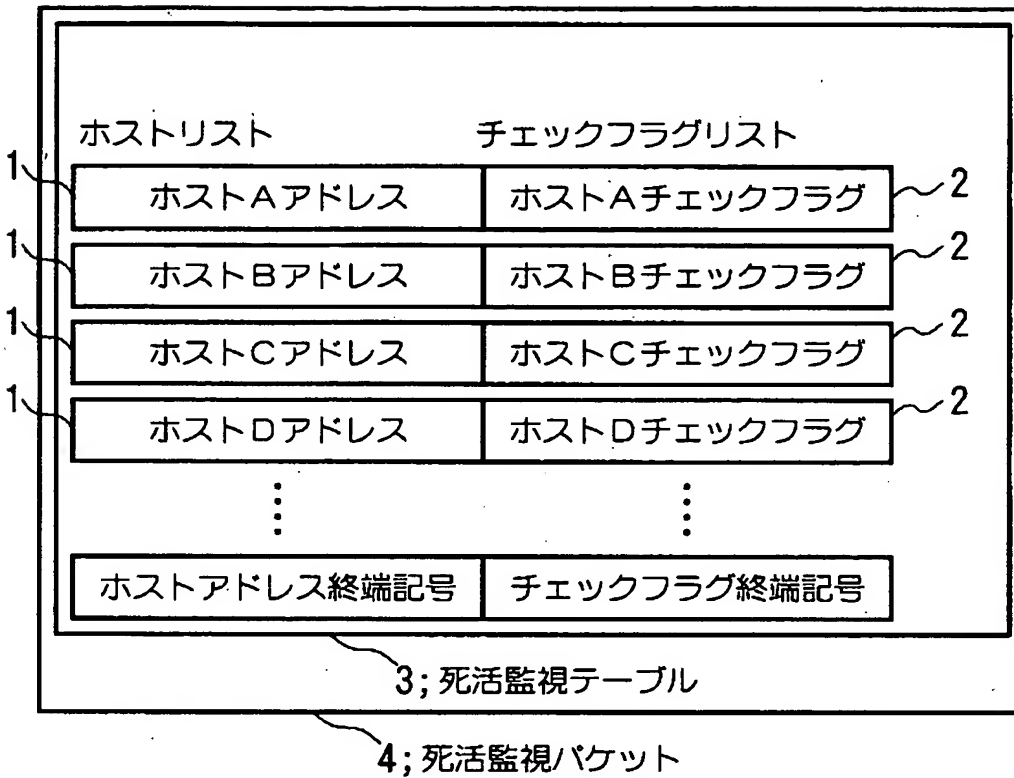 ホストリスト チェックフラグリスト
1 ホストAアドレス ホストAチェックフラグ 2
1 ホストBアドレス ホストBチェックフラグ 2
1 ホストCアドレス ホストCチェックフラグ 2
1 ホストDアドレス ホストDチェックフラグ 2
ホストアドレス終端記号 チェックフラグ終端記号
3;死活監視テーブル
4;死活監視パケット